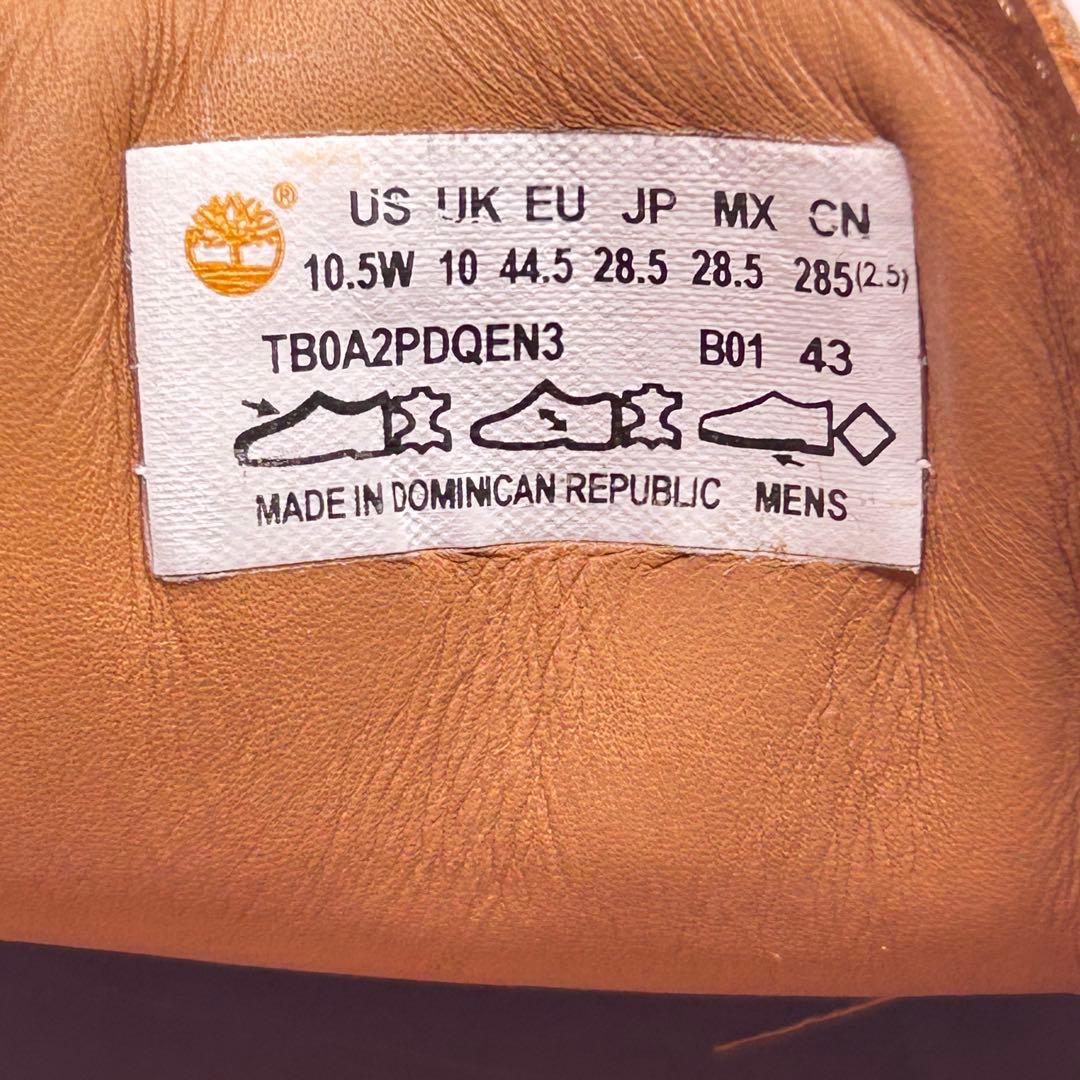 ®
US UK EU JP MX CN
10.5W 10 44.5 28.5 28.5 285(2.5)
TB0A2PDQEN3 B01 43
MADE IN DOMINICAN REPUBLIC MENS